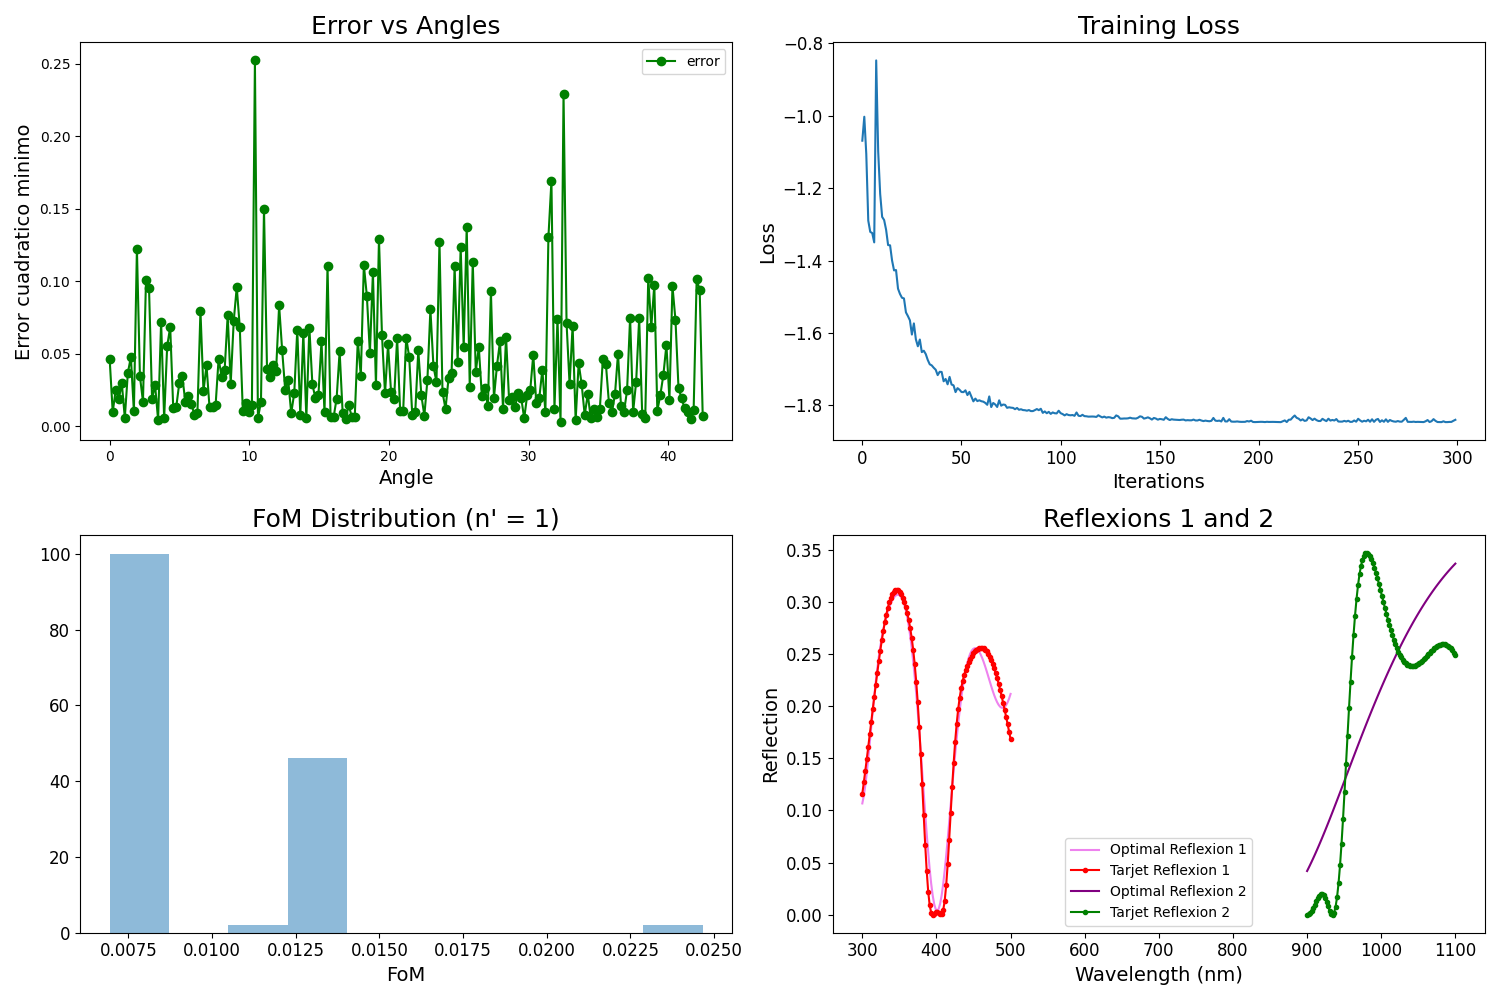 Error vs Angles
Error cuadratico minimo
0.25
0.20
0.15
0.10
0.05
0.00
error
0 10 20 30 40
Angle
Training Loss
Loss
−0.8
−1.0
−1.2
−1.4
−1.6
−1.8
0 50 100 150 200 250 300
Iterations
FoM Distribution (n' = 1)
100
80
60
40
20
0
0.0075 0.0100 0.0125 0.0150 0.0175 0.0200 0.0225 0.0250
FoM
Reflexions 1 and 2
Reflection
0.35
0.30
0.25
0.20
0.15
0.10
0.05
0.00
Optimal Reflexion 1
Tarjet Reflexion 1
Optimal Reflexion 2
Tarjet Reflexion 2
300 400 500 600 700 800 900 1000 1100
Wavelength (nm)